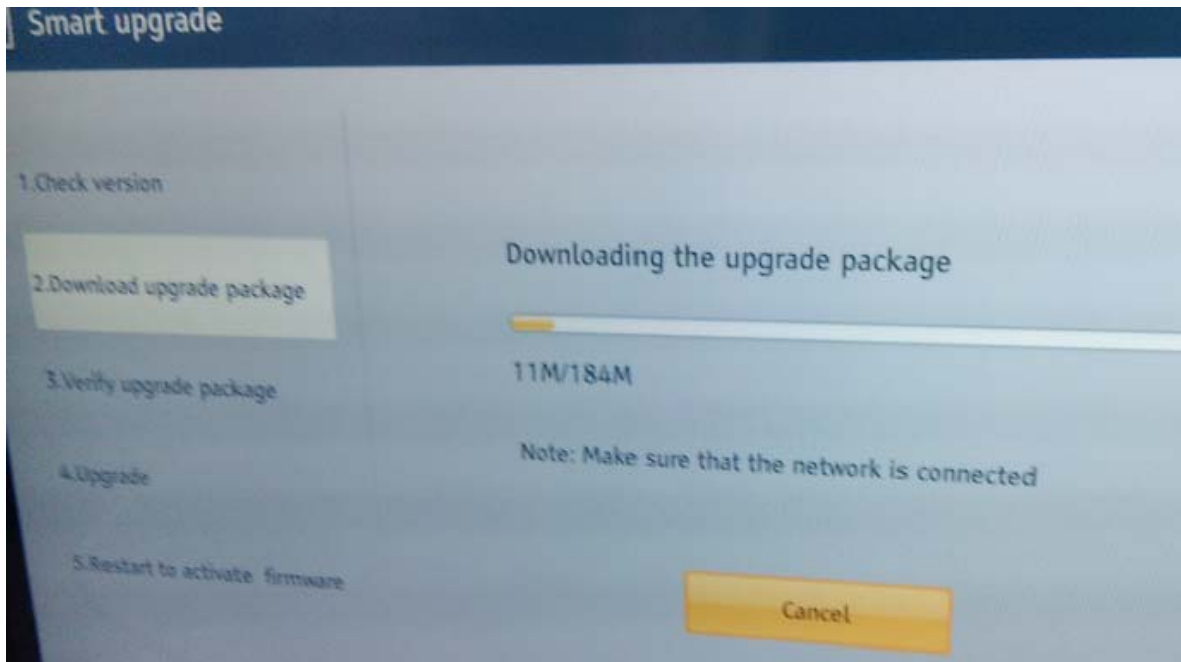 Smart upgrade
1.Check version
2.Download upgrade package
3.Verify upgrade package
4.Upgrade
5.Restart to activate firmware
Downloading the upgrade package
11M/184M
Note: Make sure that the network is connected
Cancel